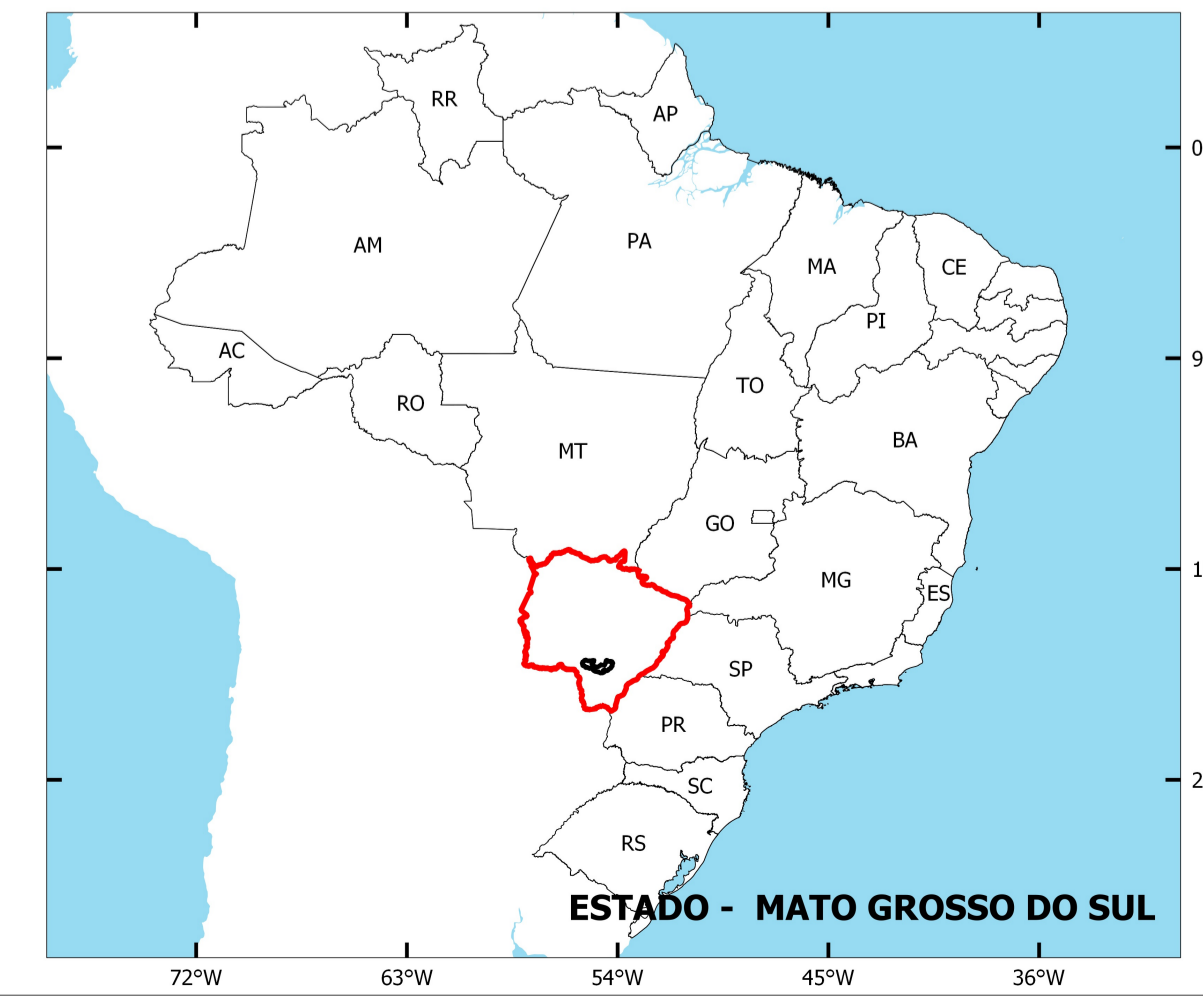 RR
AP
0
AM
PA
MA
CE
PI
AC
TO
9
RO
BA
MT
GO
MG
1
ES
SP
PR
SC
2
RS
ESTADO - MATO GROSSO DO SUL
72°W 63°W 54°W 45°W 36°W